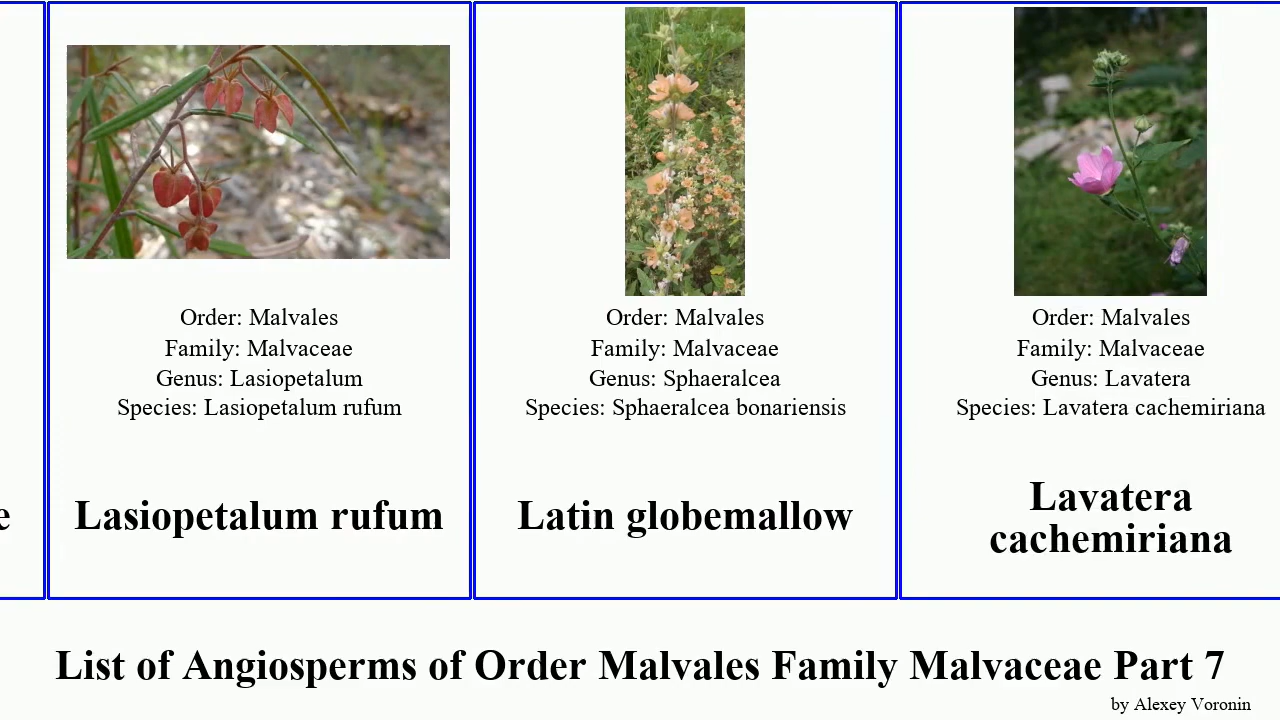 Order: Malvales
Family: Malvaceae
Genus: Lasiopetalum
Species: Lasiopetalum rufum
Lasiopetalum rufum
Order: Malvales
Family: Malvaceae
Genus: Sphaeralcea
Species: Sphaeralcea bonariensis
Latin globemallow
Order: Malvales
Family: Malvaceae
Genus: Lavatera
Species: Lavatera cachemiriana
Lavatera
cachemiriana
List of Angiosperms of Order Malvales Family Malvaceae Part 7
by Alexey Voronin